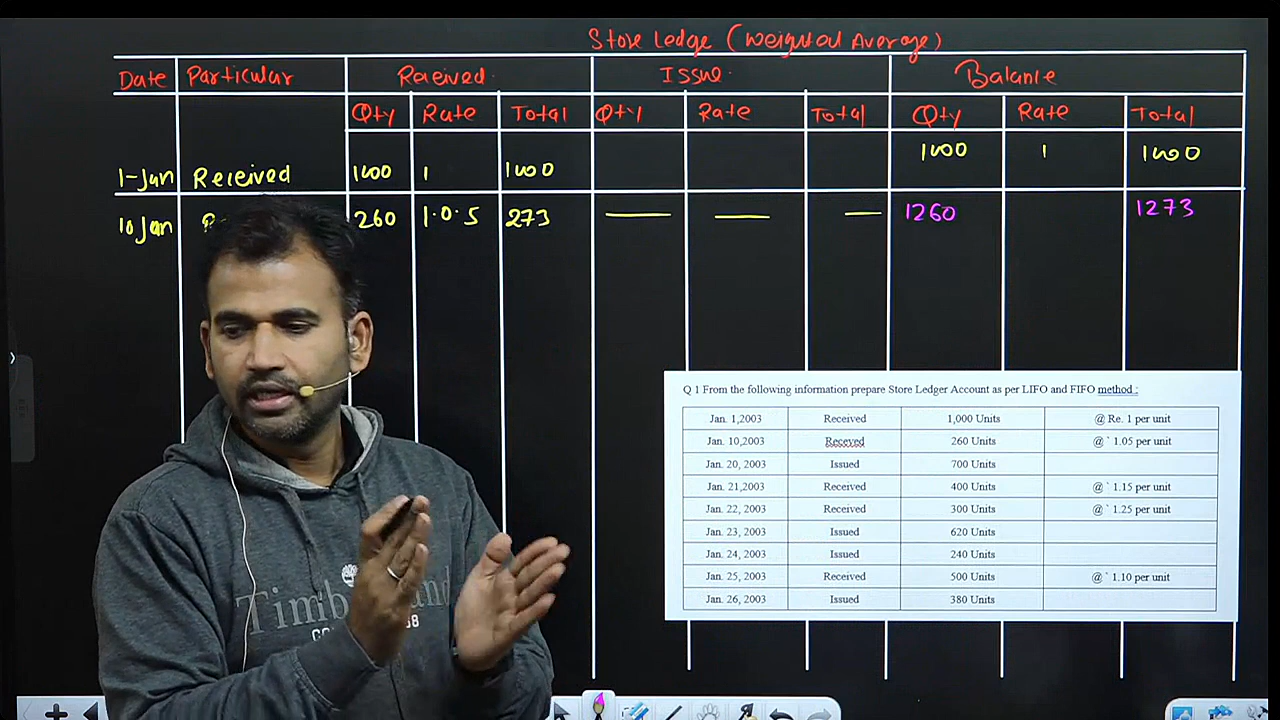 Store Ledge (Weighted Average)
Date Particular Received Issue Balance
Qty Rate Total Qty Rate Total Qty Rate Total
1-Jan Received 1000 1 1000 1000 1 1000
10 Jan 260 1.0.5 273 — — — 1260 1273
Q 1 From the following information prepare Store Ledger Account as per LIFO and FIFO method :
Jan. 1,2003 Received 1,000 Units @ Re. 1 per unit
Jan. 10,2003 Receved 260 Units @ ` 1.05 per unit
Jan. 20, 2003 Issued 700 Units
Jan. 21,2003 Received 400 Units @ ` 1.15 per unit
Jan. 22, 2003 Received 300 Units @ ` 1.25 per unit
Jan. 23, 2003 Issued 620 Units
Jan. 24, 2003 Issued 240 Units
Jan. 25, 2003 Received 500 Units @ ` 1.10 per unit
Jan. 26, 2003 Issued 380 Units